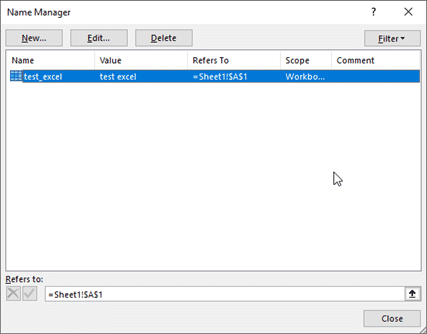 Name Manager
?
New... Edit... Delete Filter
Name Value Refers To Scope Comment
test_excel test excel =Sheet1!$A$1 Workbo...
Refers to:
=Sheet1!$A$1
Close